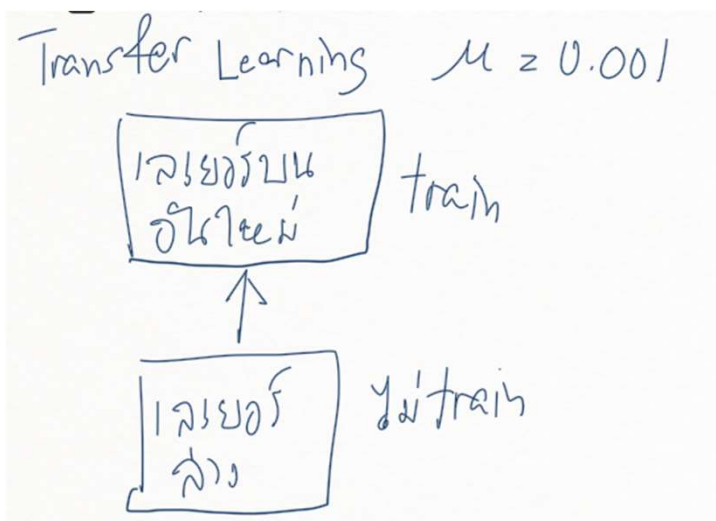 Transfer Learning μ = 0.001
เลเยอร์บน
อันใหม่
train
เลเยอร์
ล่าง
ไม่train